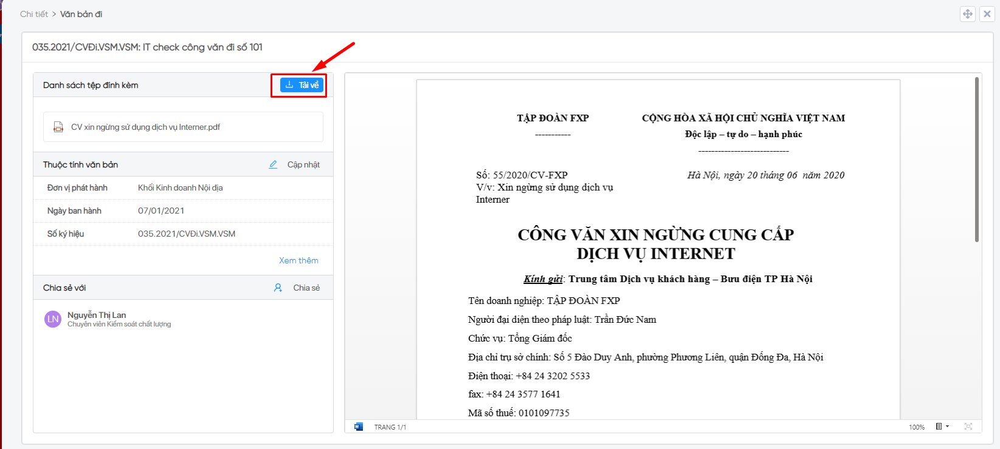 Chi tiết > Văn bản đi
035.2021/CVĐi.VSM.VSM: IT check công văn đi số 101
Danh sách tệp đính kèm
Tải về
CV xin ngừng sử dụng dịch vụ Interner.pdf
Thuộc tính văn bản
Cập nhật
Đơn vị phát hành Khối Kinh doanh Nội địa
Ngày ban hành 07/01/2021
Số ký hiệu 035.2021/CVĐi.VSM.VSM
Xem thêm
Chia sẻ với
Chia sẻ
LN
Nguyễn Thị Lan
Chuyên viên Kiểm soát chất lượng
TẬP ĐOÀN FXP
-----------
CỘNG HÒA XÃ HỘI CHỦ NGHĨA VIỆT NAM
Độc lập – tự do – hạnh phúc
----------------------------
Số: 55/2020/CV-FXP
V/v: Xin ngừng sử dụng dịch vụ
Interner
Hà Nội, ngày 20 tháng 06 năm 2020
CÔNG VĂN XIN NGỪNG CUNG CẤP
DỊCH VỤ INTERNET
Kính gửi: Trung tâm Dịch vụ khách hàng – Bưu điện TP Hà Nội
Tên doanh nghiệp: TẬP ĐOÀN FXP
Người đại diện theo pháp luật: Trần Đức Nam
Chức vụ: Tổng Giám đốc
Địa chỉ trụ sở chính: Số 5 Đào Duy Anh, phường Phương Liên, quận Đống Đa, Hà Nội
Điện thoại: +84 24 3202 5533
fax: +84 24 3577 1641
Mã số thuế: 0101097735
TRANG 1/1
100%